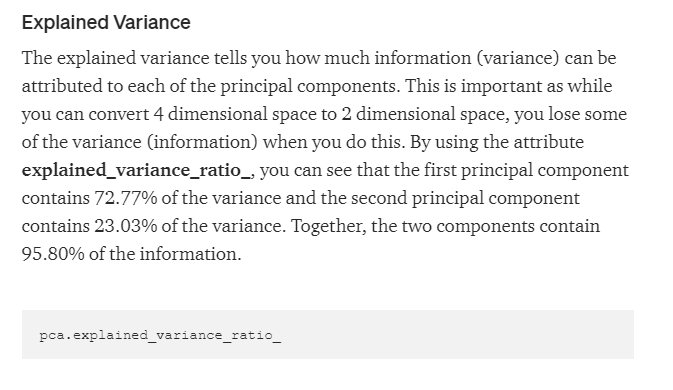 Explained Variance
The explained variance tells you how much information (variance) can be
attributed to each of the principal components. This is important as while
you can convert 4 dimensional space to 2 dimensional space, you lose some
of the variance (information) when you do this. By using the attribute
explained_variance_ratio_, you can see that the first principal component
contains 72.77% of the variance and the second principal component
contains 23.03% of the variance. Together, the two components contain
95.80% of the information.
pca.explained_variance_ratio_